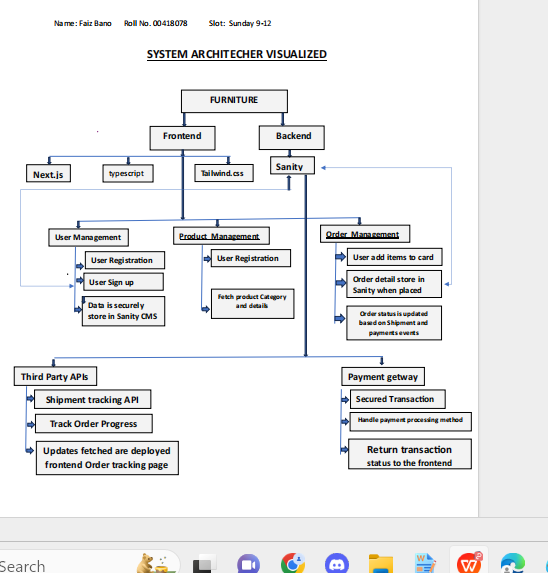 Name: Faiz Bano Roll No. 00418078 Slot: Sunday 9-12
SYSTEM ARCHITECHER VISUALIZED
FURNITURE
Frontend
Backend
Next.js
typescript
Tailwind.css
Sanity
User Management
Product Management
Order Management
User Registration
User Sign up
Data is securely
store in Sanity CMS
User Registration
Fetch product Category
and details
User add items to card
Order detail store in
Sanity when placed
Order status is updated
based on Shipment and
payments events
Third Party APIs
Shipment tracking API
Track Order Progress
Updates fetched are deployed
frontend Order tracking page
Payment getway
Secured Transaction
Handle payment processing method
Return transaction
status to the frontend
Search